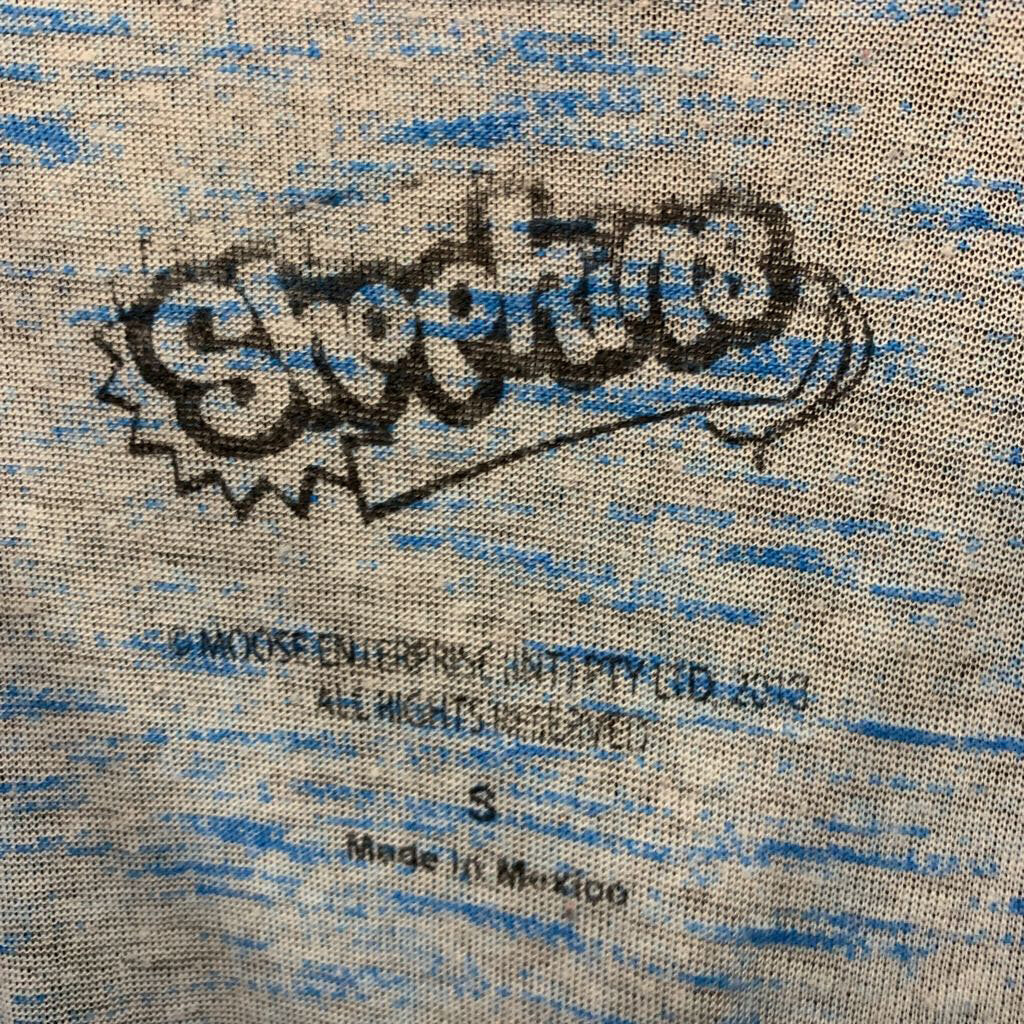 Shopkins
© MOOSE ENTERPRISE (INT) PTY LTD. 2013
ALL RIGHTS RESERVED
S
Made in Mexico